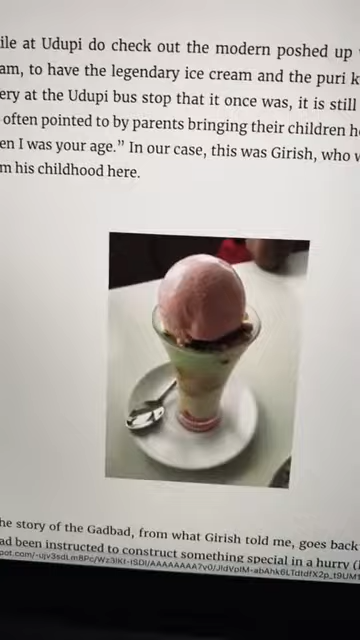 ile at Udupi do check out the modern poshed up
am, to have the legendary ice cream and the puri k
ery at the Udupi bus stop that it once was, it is still
often pointed to by parents bringing their children h
en I was your age.” In our case, this was Girish, who w
m his childhood here.
he story of the Gadbad, from what Girish told me, goes back
ad been instructed to construct something special in a hurry (